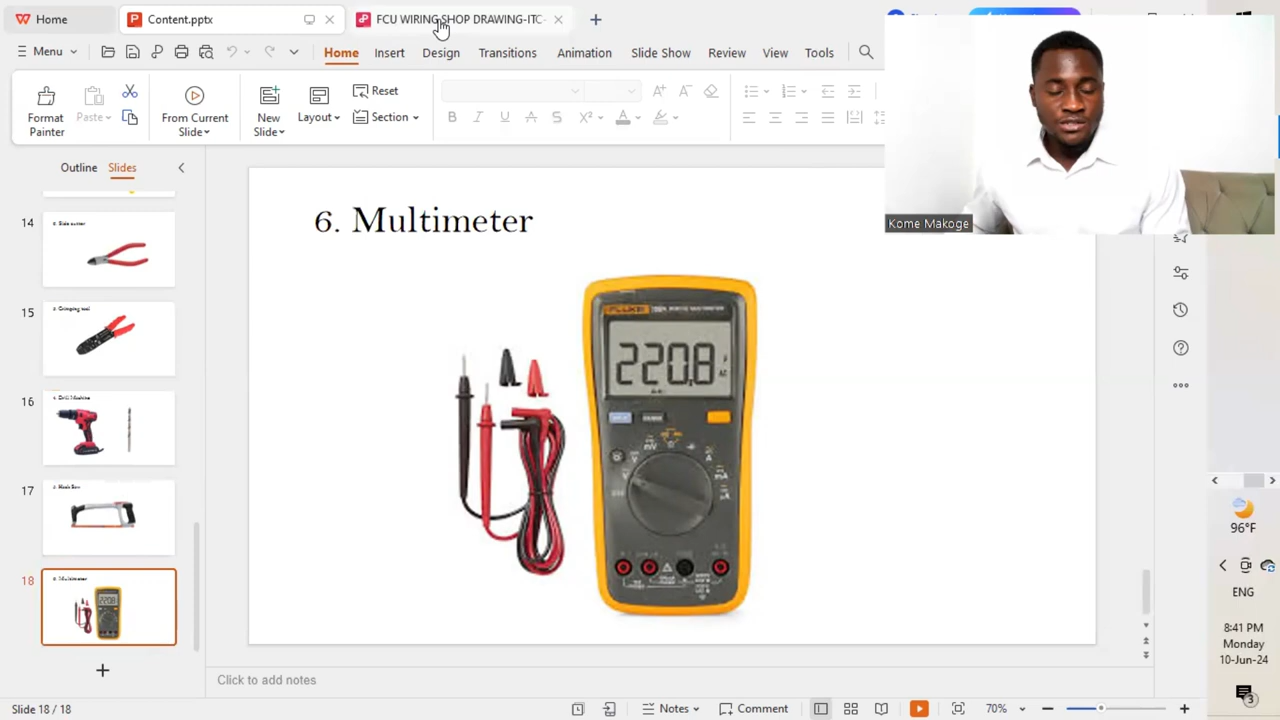 Home
Content.pptx
FCU WIRING SHOP DRAWING-ITC
Menu
Home
Insert
Design
Transitions
Animation
Slide Show
Review
View
Tools
Format
Painter
Paste
From Current
Slide
New
Slide
Layout
Reset
Section
Outline
Slides
14
15
16
17
18
6. Multimeter
FLUKE
220.8
Kome Makoge
96°F
ENG
8:41 PM
Monday
10-Jun-24
3
Click to add notes
Slide 18 / 18
Notes
Comment
70%